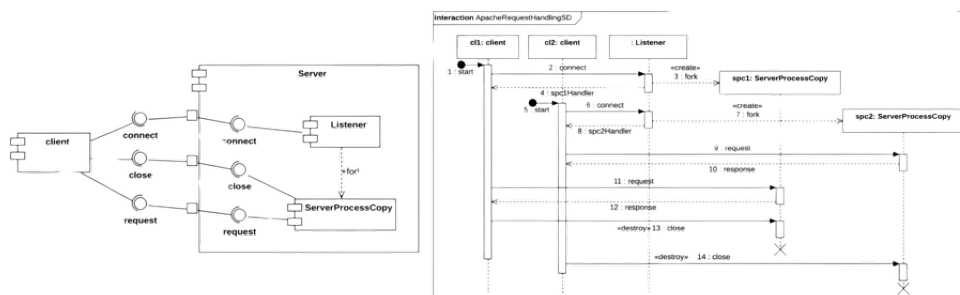 Server
client
connect
connect
Listener
close
close
ServerProcessCopy
request
request
interaction ApacheRequestHandlingSD
cl1: client
cl2: client
: Listener
1 : start
2 : connect
«create»
3 : fork
spc1: ServerProcessCopy
4 : spc1Handler
5 : start
6 : connect
«create»
7 : fork
spc2: ServerProcessCopy
8 : spc2Handler
9 : request
10 : response
11 : request
12 : response
«destroy» 13 : close
«destroy» 14 : close